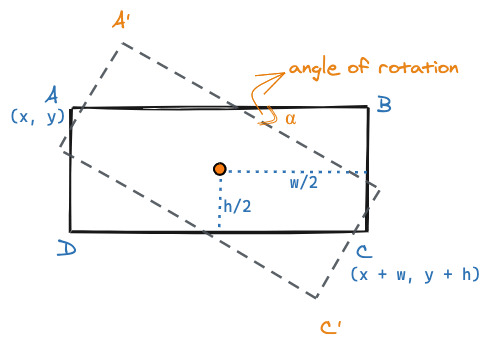 A'
angle of rotation
A
B
(x, y)
α
w/2
h/2
D
C
(x + w, y + h)
C'